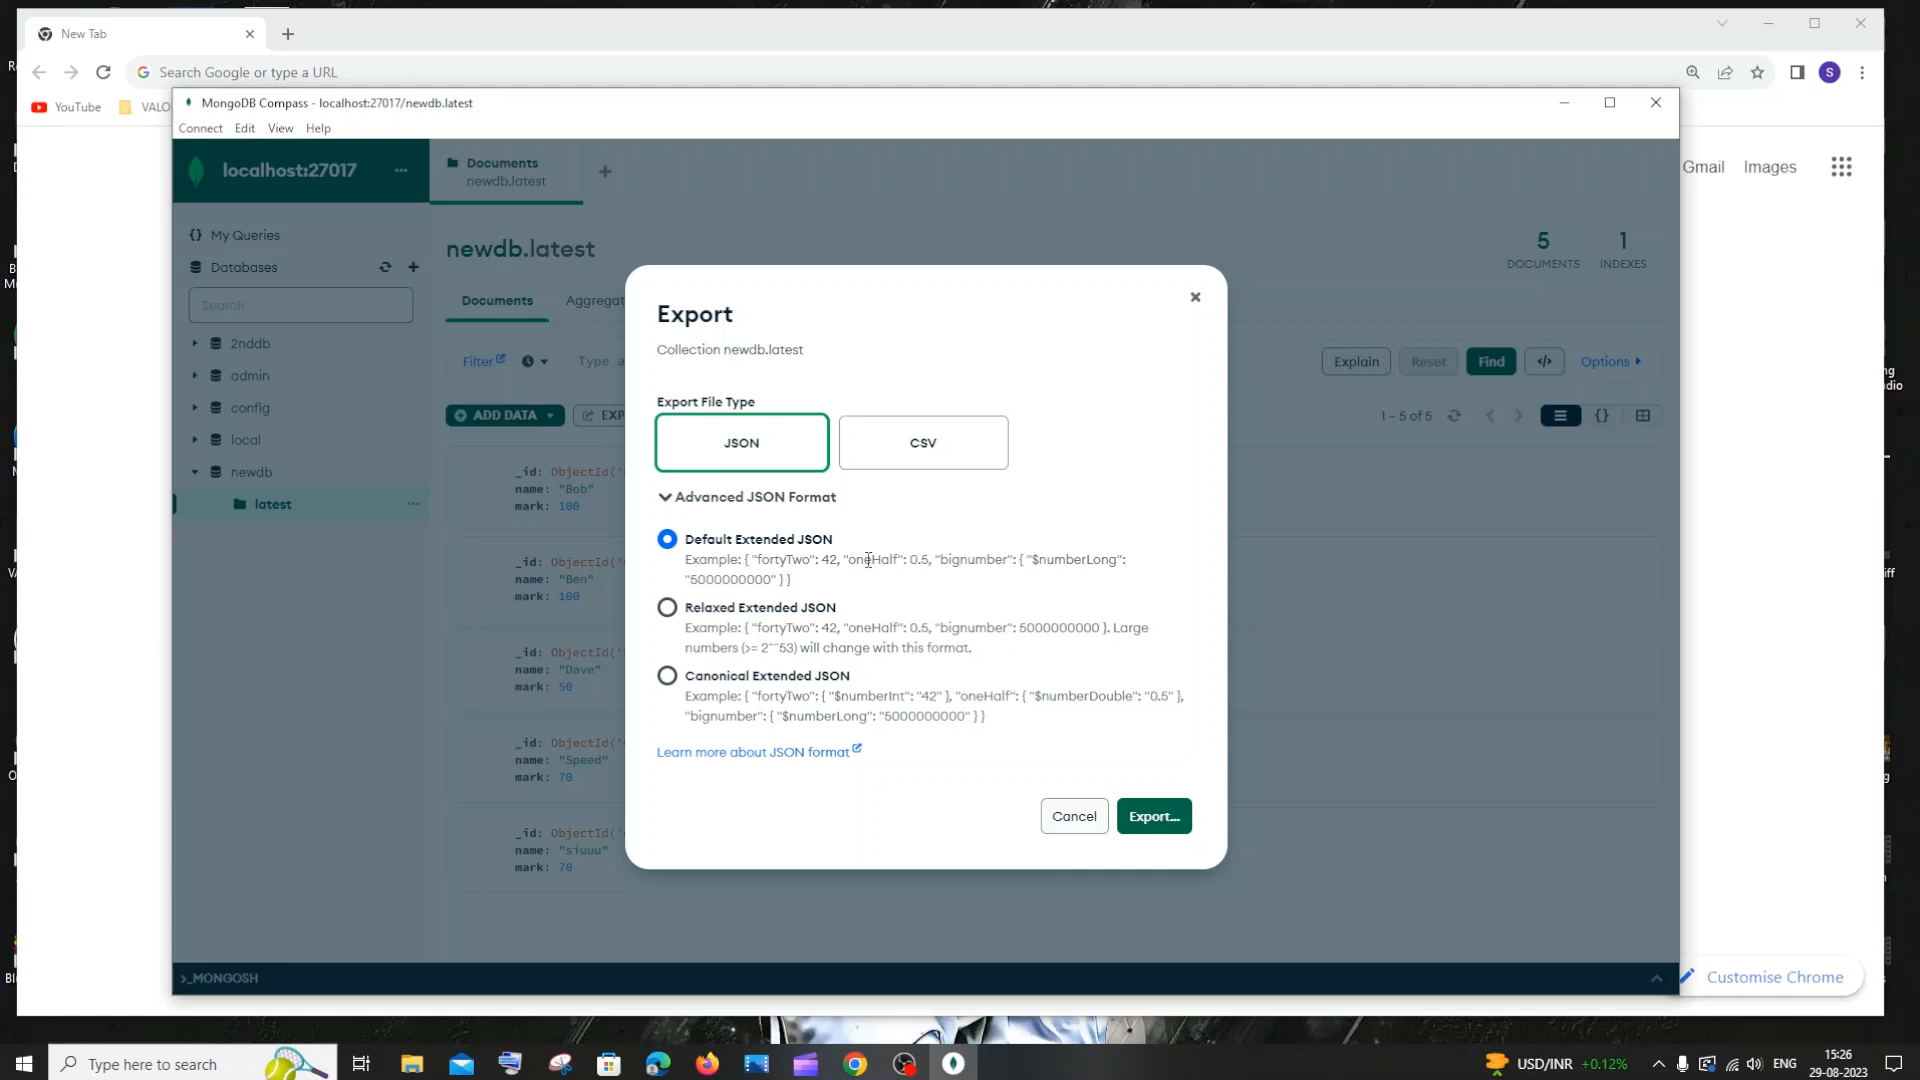 New Tab
Search Google or type a URL
YouTube
VALO
MongoDB Compass - localhost:27017/newdb.latest
Connect Edit View Help
localhost:27017
Documents
newdb.latest
Gmail Images
My Queries
Databases
Search
2nddb
admin
config
local
newdb
latest
newdb.latest
5
DOCUMENTS
1
INDEXES
Documents
Aggregat
Filter
Type a
Explain
Reset
Find
Options
ADD DATA
EXP
1 – 5 of 5
_id: ObjectId('
name: "Bob"
mark: 100
_id: ObjectId('
name: "Ben"
mark: 100
_id: ObjectId('
name: "Dave"
mark: 50
_id: ObjectId('
name: "Speed"
mark: 70
_id: ObjectId('
name: "siuuu"
mark: 70
Export
Collection newdb.latest
Export File Type
JSON
CSV
Advanced JSON Format
Default Extended JSON
Example: { "fortyTwo": 42, "oneHalf": 0.5, "bignumber": { "$numberLong":
"5000000000" } }
Relaxed Extended JSON
Example: { "fortyTwo": 42, "oneHalf": 0.5, "bignumber": 5000000000 }. Large
numbers (>= 2^^53) will change with this format.
Canonical Extended JSON
Example: { "fortyTwo": { "$numberInt": "42" }, "oneHalf": { "$numberDouble": "0.5" },
"bignumber": { "$numberLong": "5000000000" } }
Learn more about JSON format
Cancel
Export...
>_MONGOSH
Customise Chrome
Type here to search
USD/INR +0.12%
ENG
15:26
29-08-2023